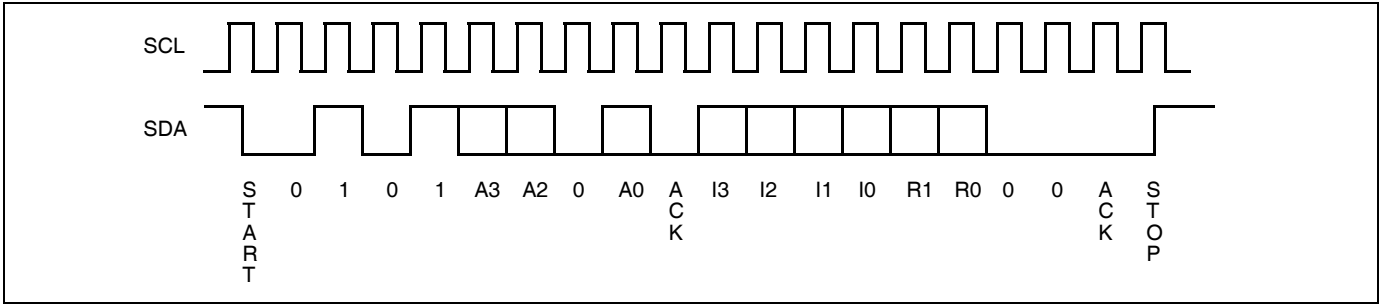 SCL
SDA
START 0 1 0 1 A3 A2 0 A0 ACK I3 I2 I1 I0 R1 R0 0 0 ACK STOP